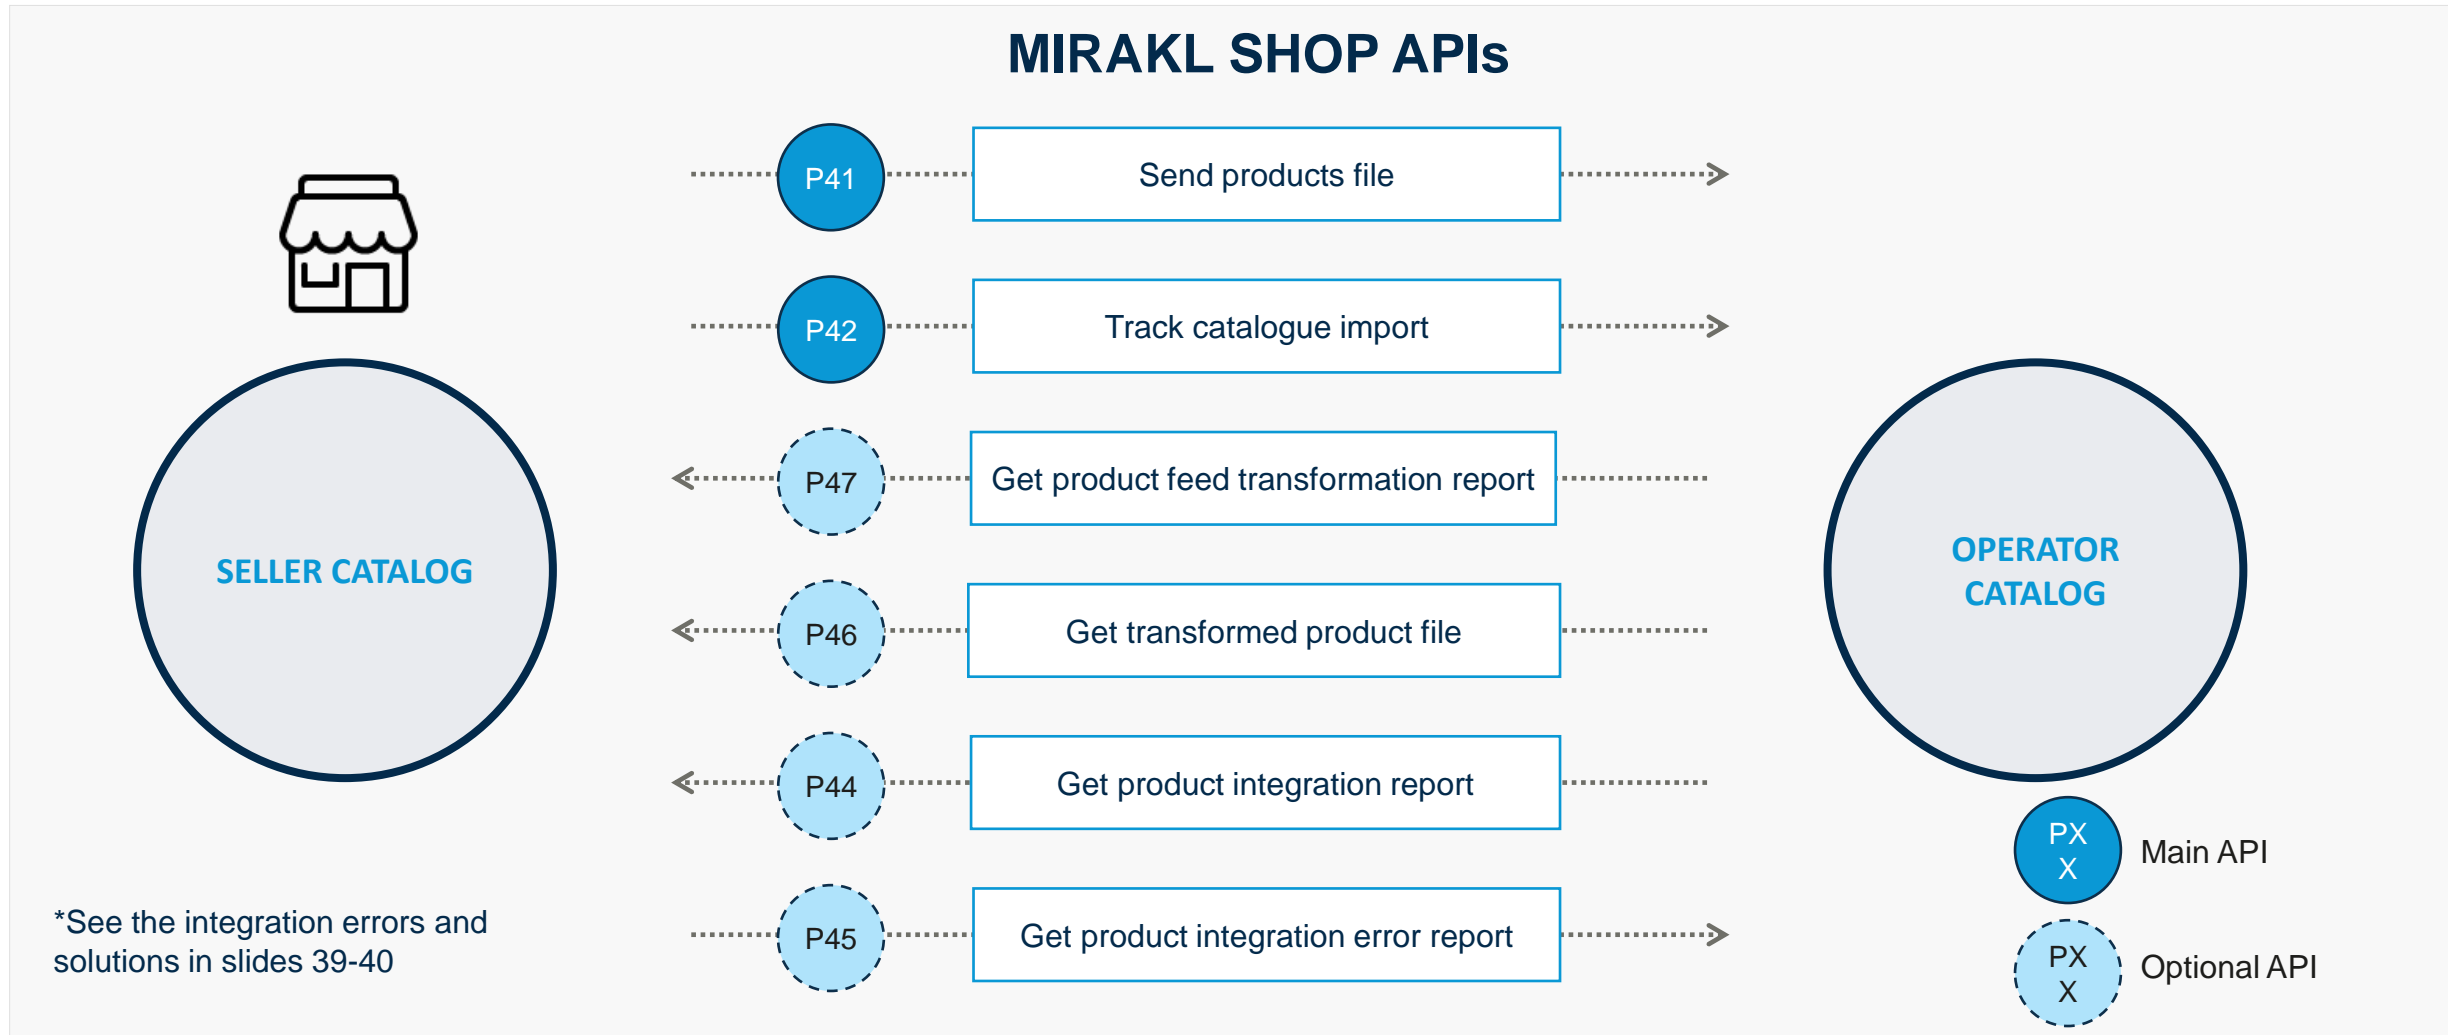 MIRAKL SHOP APIs
P41
Send products file
P42
Track catalogue import
P47
Get product feed transformation report
P46
Get transformed product file
P44
Get product integration report
P45
Get product integration error report
SELLER CATALOG
OPERATOR
CATALOG
PX
X
Main API
PX
X
Optional API
*See the integration errors and
solutions in slides 39-40